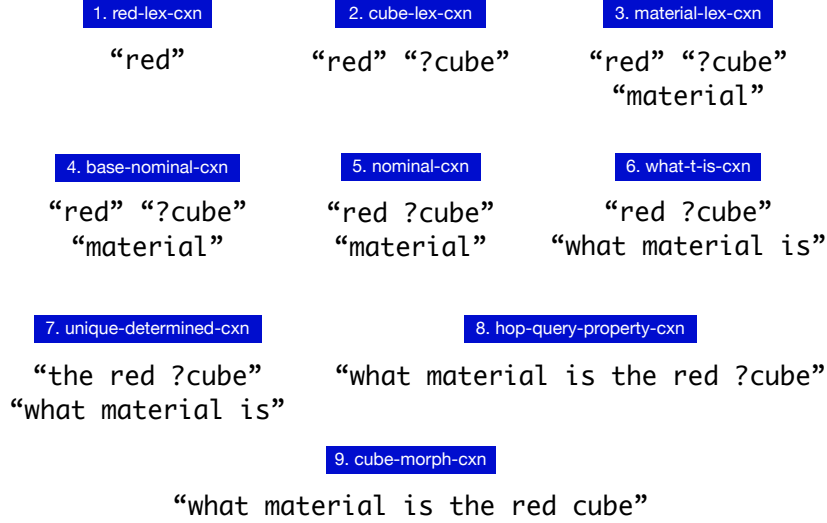 1. red-lex-cxn
“red”
2. cube-lex-cxn
“red” “?cube”
3. material-lex-cxn
“red” “?cube”
“material”
4. base-nominal-cxn
“red” “?cube”
“material”
5. nominal-cxn
“red ?cube”
“material”
6. what-t-is-cxn
“red ?cube”
“what material is”
7. unique-determined-cxn
“the red ?cube”
“what material is”
8. hop-query-property-cxn
“what material is the red ?cube”
9. cube-morph-cxn
“what material is the red cube”